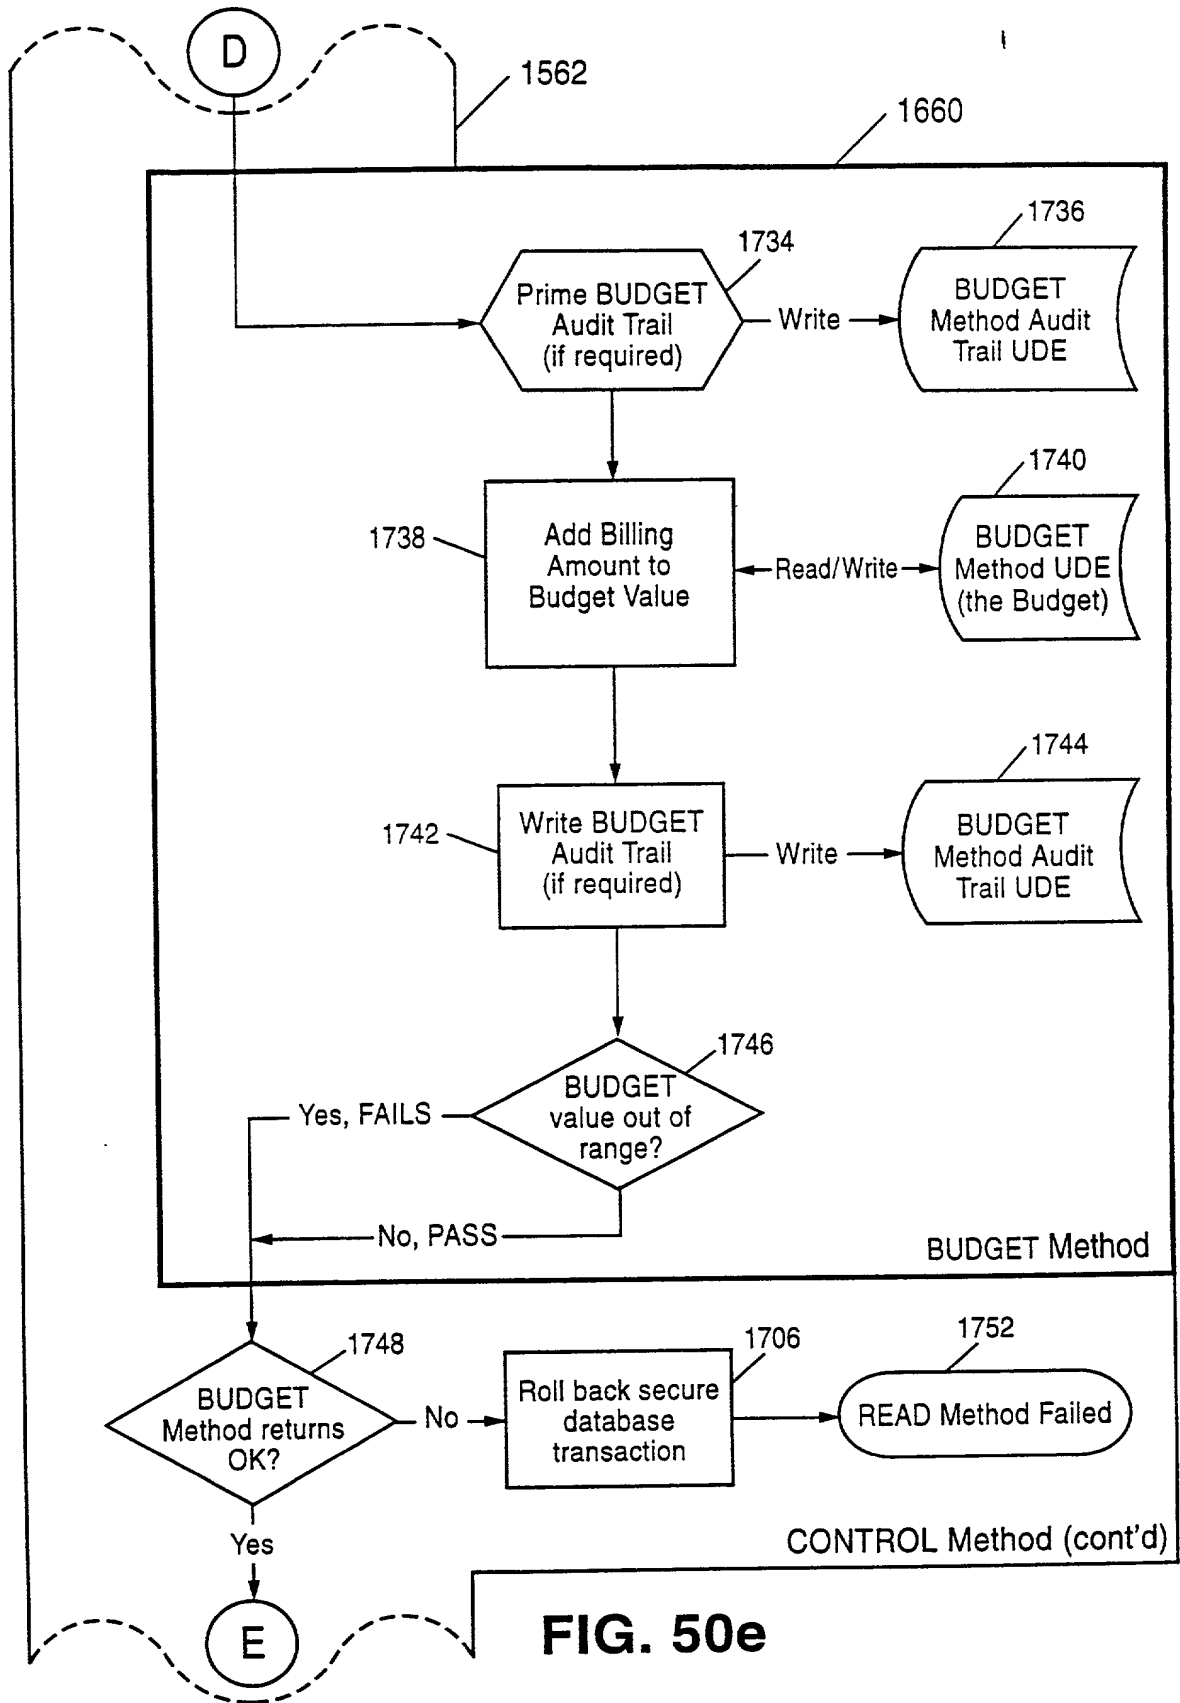 D
1562
1660
1734
1736
Prime BUDGET
Audit Trail
(if required)
Write
BUDGET
Method Audit
Trail UDE
1738
Add Billing
Amount to
Budget Value
Read/Write
1740
BUDGET
Method UDE
(the Budget)
1742
Write BUDGET
Audit Trail
(if required)
Write
1744
BUDGET
Method Audit
Trail UDE
1746
BUDGET
value out of
range?
Yes, FAILS
No, PASS
BUDGET Method
1748
BUDGET
Method returns
OK?
No
1706
Roll back secure
database
transaction
1752
READ Method Failed
Yes
CONTROL Method (cont'd)
E
FIG. 50e